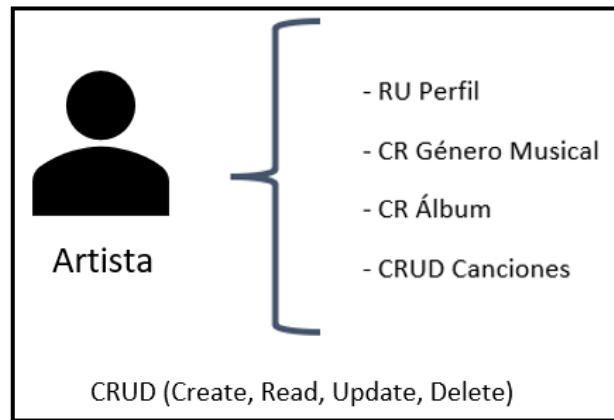 - RU Perfil
- CR Género Musical
- CR Álbum
- CRUD Canciones
Artista
CRUD (Create, Read, Update, Delete)